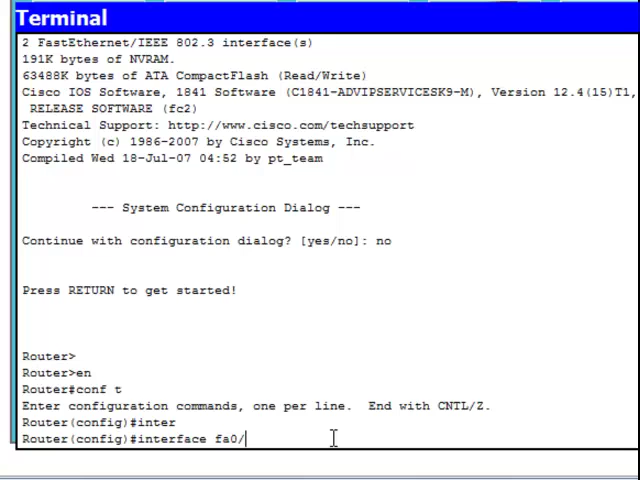 Terminal
2 FastEthernet/IEEE 802.3 interface(s)
191K bytes of NVRAM.
63488K bytes of ATA CompactFlash (Read/Write)
Cisco IOS Software, 1841 Software (C1841-ADVIPSERVICESK9-M), Version 12.4(15)T1,
RELEASE SOFTWARE (fc2)
Technical Support: http://www.cisco.com/techsupport
Copyright (c) 1986-2007 by Cisco Systems, Inc.
Compiled Wed 18-Jul-07 04:52 by pt_team
--- System Configuration Dialog ---
Continue with configuration dialog? [yes/no]: no
Press RETURN to get started!
Router>
Router>en
Router#conf t
Enter configuration commands, one per line.  End with CNTL/Z.
Router(config)#inter
Router(config)#interface fa0/